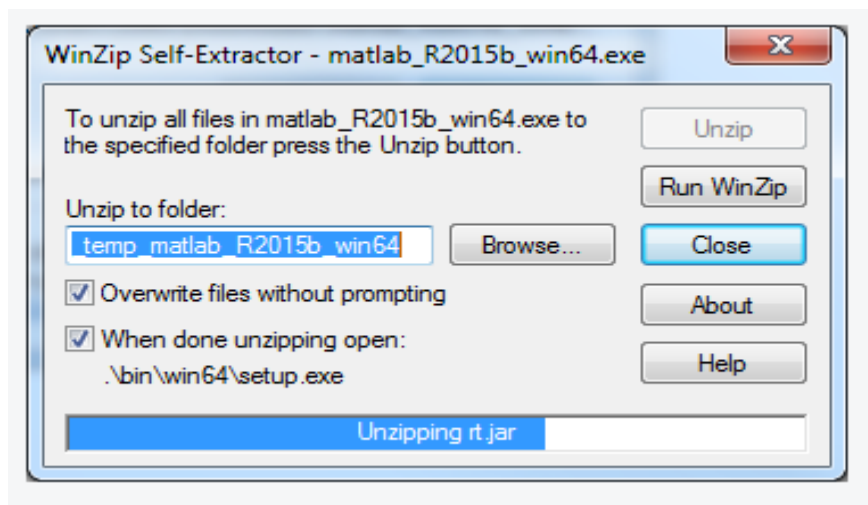 WinZip Self-Extractor - matlab_R2015b_win64.exe
To unzip all files in matlab_R2015b_win64.exe to
the specified folder press the Unzip button.
Unzip
Run WinZip
Unzip to folder:
_temp_matlab_R2015b_win64
Browse...
Close
Overwrite files without prompting
About
When done unzipping open:
.\bin\win64\setup.exe
Help
Unzipping rt.jar